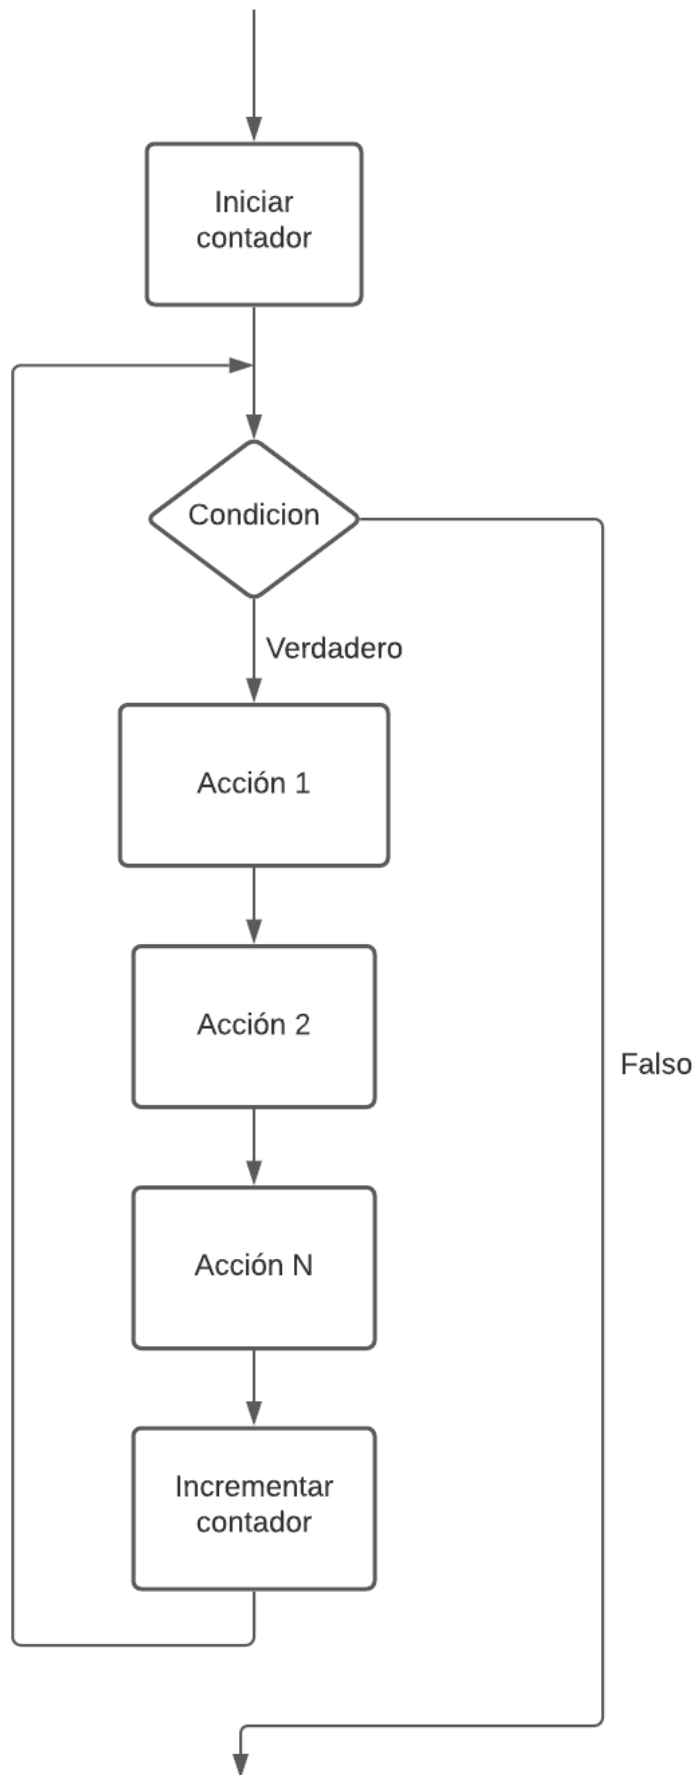 Iniciar
contador
Condicion
Verdadero
Acción 1
Acción 2
Falso
Acción N
Incrementar
contador